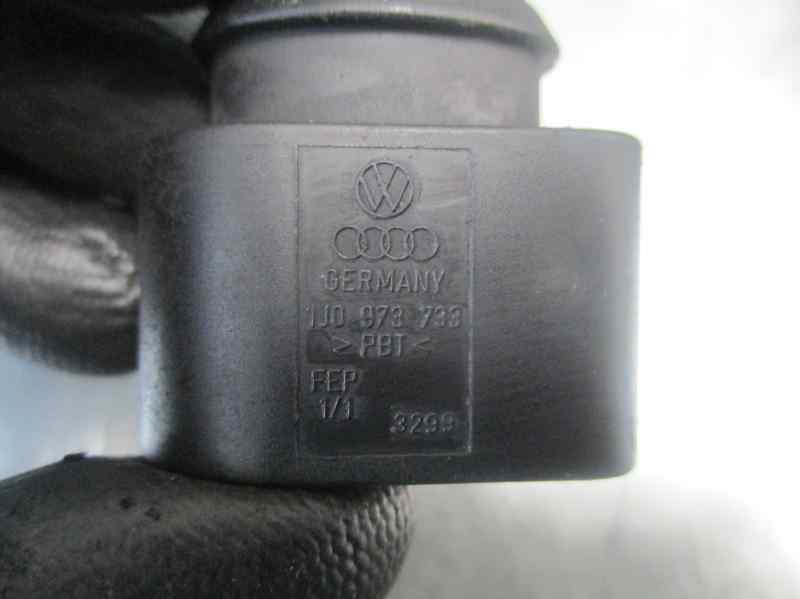 GERMANY
1J0 973 733
> PBT <
FEP
1/1
3299